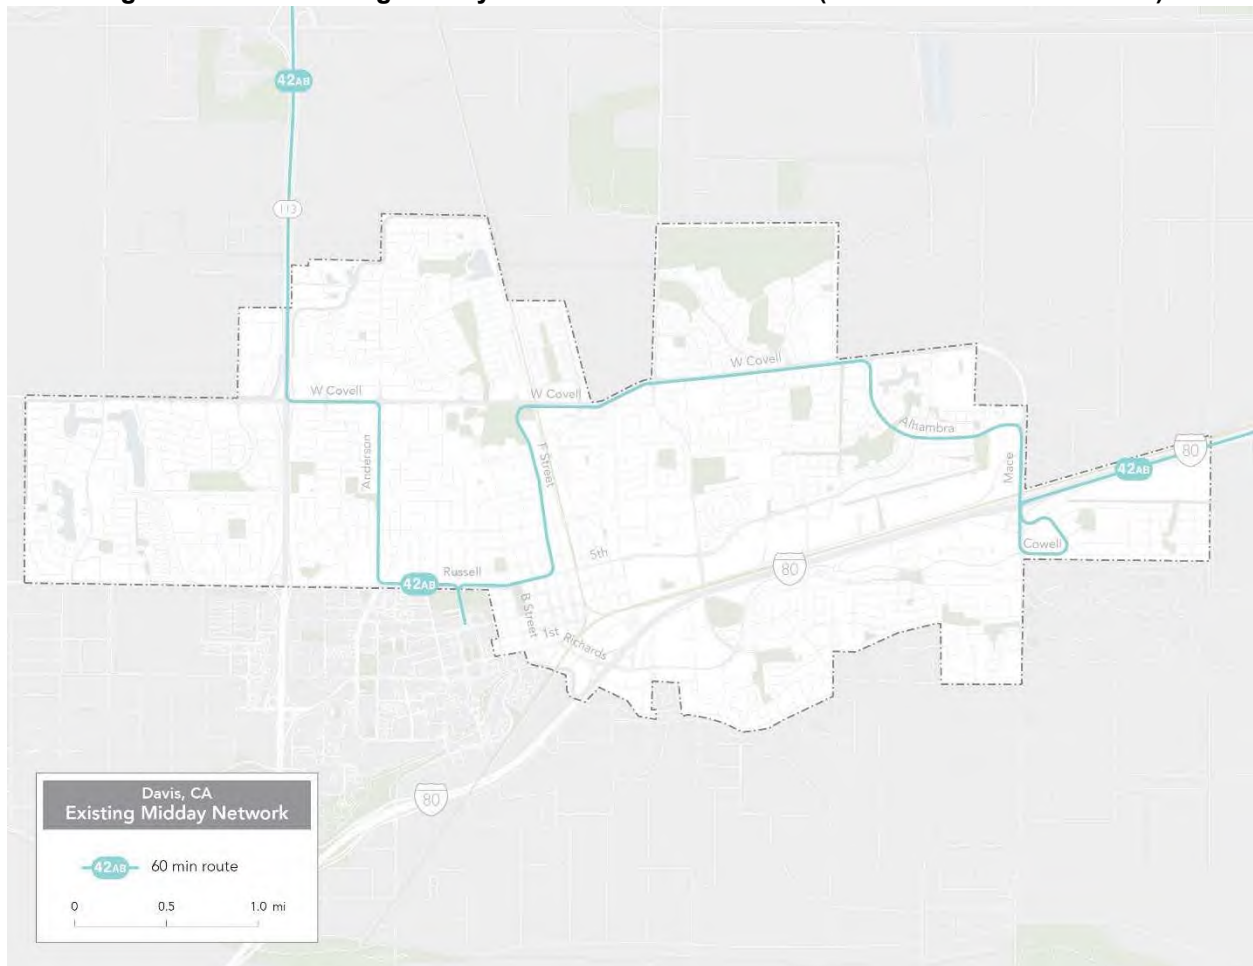 42AB
113
W Covell
W Covell
W Covell
Anderson
F Street
Alhambra
Mace
80
42AB
Cowell
5th
80
Russell
42AB
B Street
1st
Richards
80
Davis, CA
Existing Midday Network
42AB 60 min route
0 0.5 1.0 mi